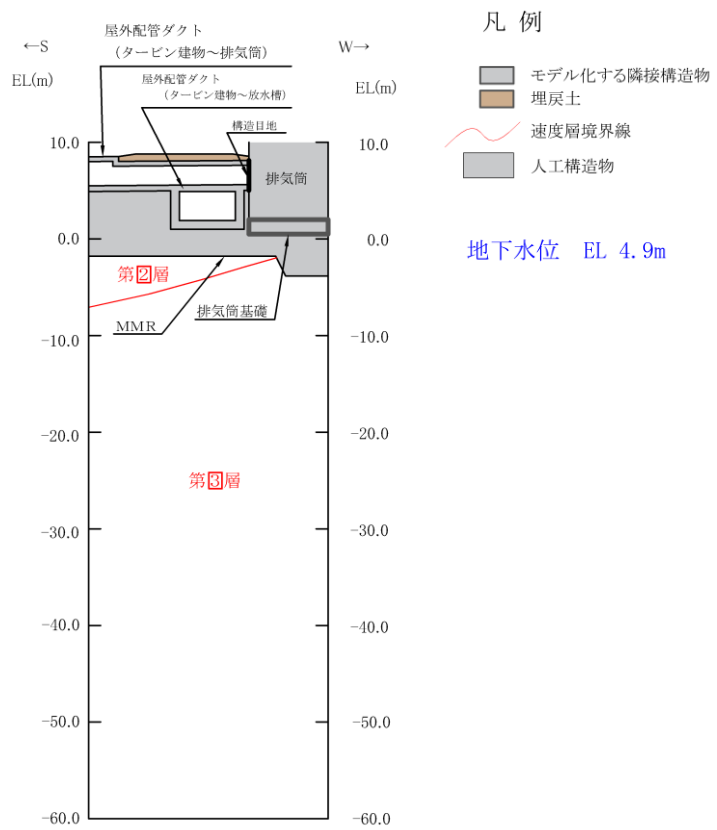 凡 例
屋外配管ダクト
(タービン建物～排気筒)
←S
W→
屋外配管ダクト
(タービン建物～放水槽)
EL(m)
EL(m)
モデル化する隣接構造物
埋戻土
構造目地
速度層境界線
10.0
10.0
排気筒
人工構造物
0.0
0.0
地下水位 EL 4.9m
第2層
排気筒基礎
MMR
-10.0
-10.0
-20.0
-20.0
第3層
-30.0
-30.0
-40.0
-40.0
-50.0
-50.0
-60.0
-60.0